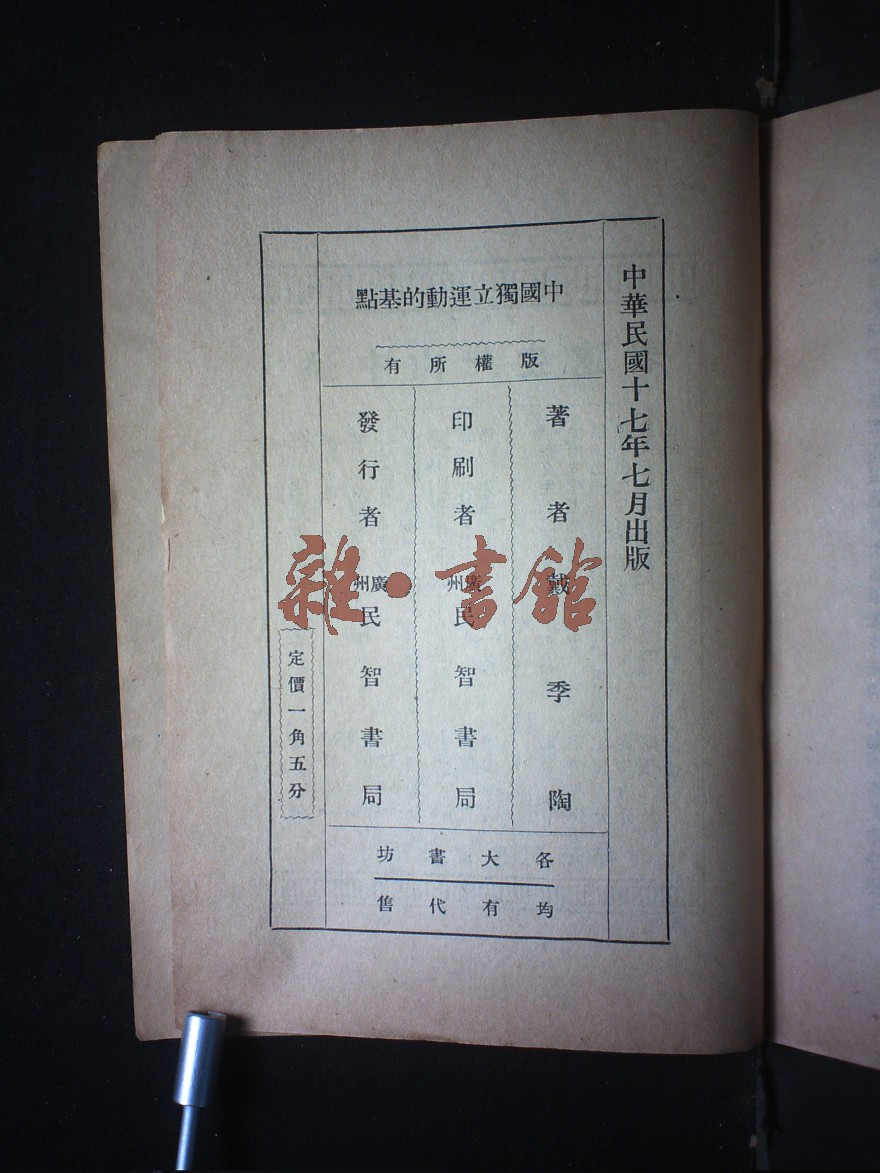 中華民國十七年七月出版
中國獨立運動的基點
版權所有
著者戴季陶
印刷者廣州民智書局
發行者廣州民智書局
定價一角五分
各大書坊
均有代售
雜·書館